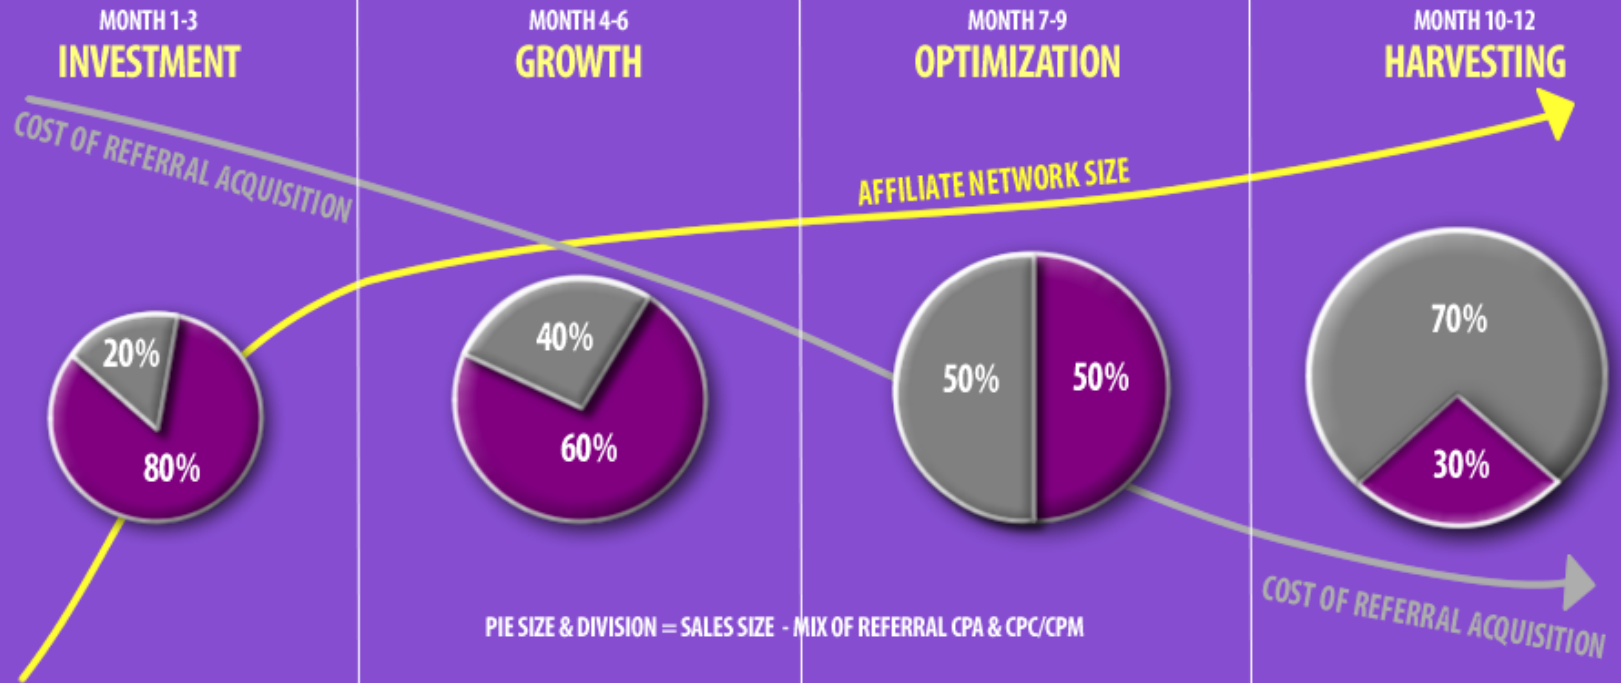 MONTH 1-3
INVESTMENT
MONTH 4-6
GROWTH
MONTH 7-9
OPTIMIZATION
MONTH 10-12
HARVESTING
COST OF REFERRAL ACQUISITION
AFFILIATE NETWORK SIZE
20%
80%
40%
60%
50%
50%
70%
30%
PIE SIZE & DIVISION = SALES SIZE - MIX OF REFERRAL CPA & CPC/CPM
COST OF REFERRAL ACQUISITION